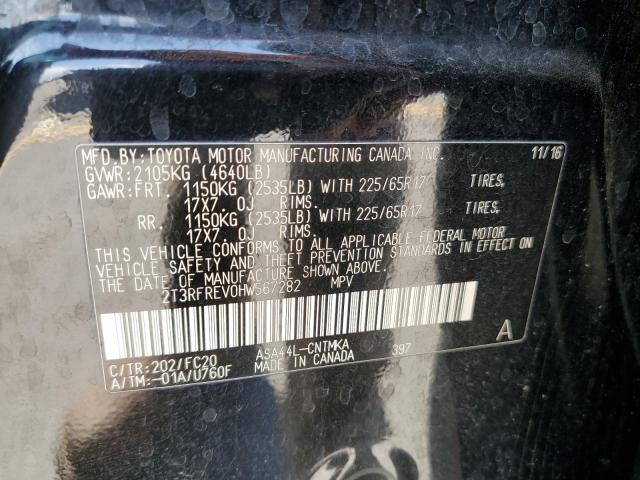 MFD.BY:TOYOTA MOTOR MANUFACTURING CANADA INC. 11/16
GVWR:2105KG (4640LB)
GAWR:FRT. 1150KG (2535LB) WITH 225/65R17 TIRES,
17X7.0J RIMS.
RR. 1150KG (2535LB) WITH 225/65R17 TIRES,
17X7.0J RIMS.
THIS VEHICLE CONFORMS TO ALL APPLICABLE FEDERAL MOTOR
VEHICLE SAFETY AND THEFT PREVENTION STANDARDS IN EFFECT ON
THE DATE OF MANUFACTURE SHOWN ABOVE.
2T3RFREV0HW567282 MPV
A
C/TR:202/FC20 ASA44L-CNTMKA 397
A/TM:-01A/U760F MADE IN CANADA